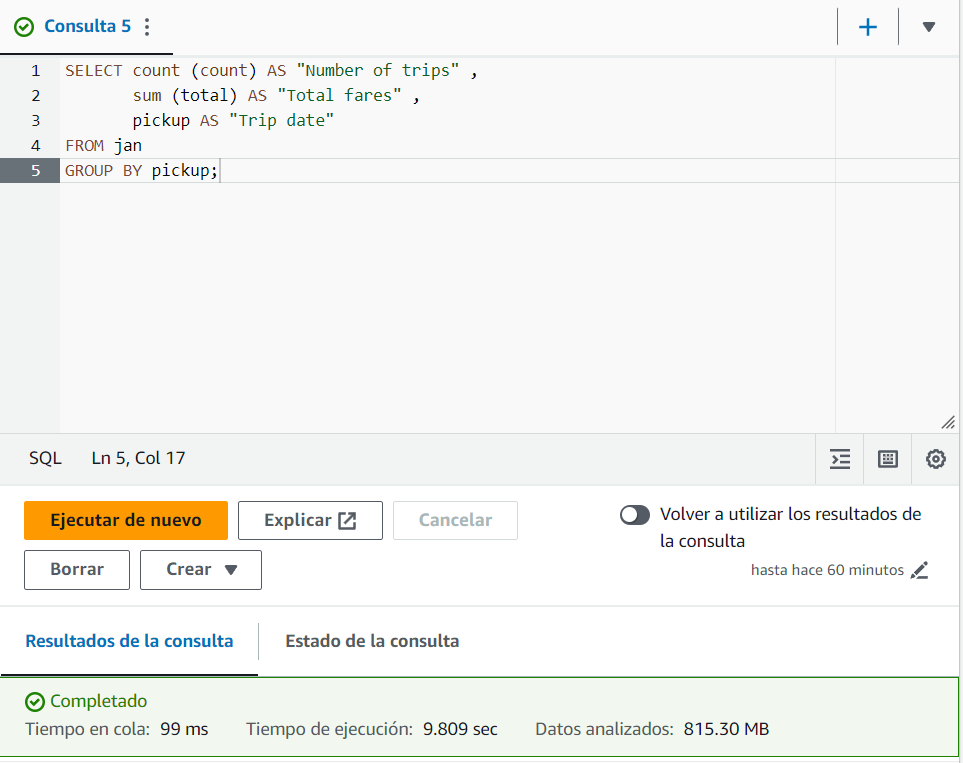 Consulta 5
1 SELECT count (count) AS "Number of trips" ,
2 sum (total) AS "Total fares" ,
3 pickup AS "Trip date"
4 FROM jan
5 GROUP BY pickup;
SQL Ln 5, Col 17
Ejecutar de nuevo Explicar Cancelar
Volver a utilizar los resultados de
la consulta
Borrar Crear
hasta hace 60 minutos
Resultados de la consulta Estado de la consulta
Completado
Tiempo en cola: 99 ms Tiempo de ejecución: 9.809 sec Datos analizados: 815.30 MB